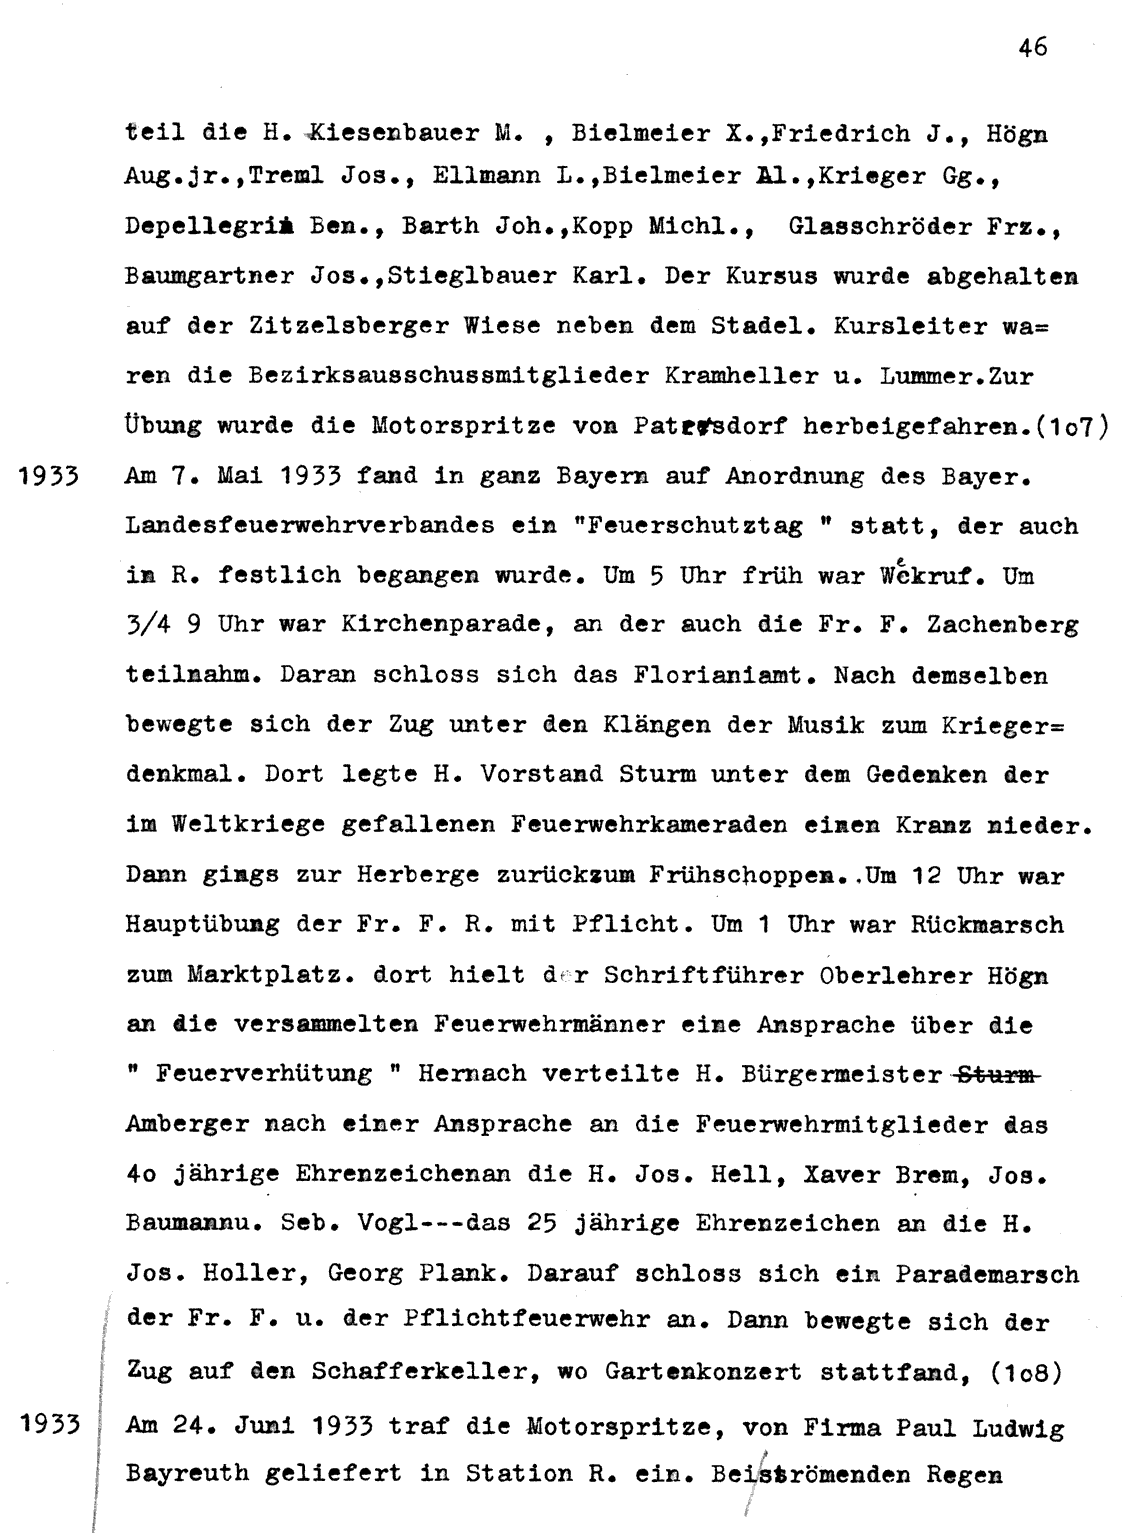 46
teil die H. Kiesenbauer M. , Bielmeier X.,Friedrich J., Högn
Aug.jr.,Treml Jos., Ellmann L.,Bielmeier Al.,Krieger Gg.,
Depellegrin Ben., Barth Joh.,Kopp Michl.,  Glasschröder Frz.,
Baumgartner Jos.,Stieglbauer Karl. Der Kursus wurde abgehalten
auf der Zitzelsberger Wiese neben dem Stadel. Kursleiter wa=
ren die Bezirksausschussmitglieder Kramheller u. Lummer.Zur
Übung wurde die Motorspritze von Patersdorf herbeigefahren.(1o7)
1933 Am 7. Mai 1933 fand in ganz Bayern auf Anordnung des Bayer.
Landesfeuerwehrverbandes ein "Feuerschutztag " statt, der auch
in R. festlich begangen wurde. Um 5 Uhr früh war Weckruf. Um
3/4 9 Uhr war Kirchenparade, an der auch die Fr. F. Zachenberg
teilnahm. Daran schloss sich das Florianiamt. Nach demselben
bewegte sich der Zug unter den Klängen der Musik zum Krieger=
denkmal. Dort legte H. Vorstand Sturm unter dem Gedenken der
im Weltkriege gefallenen Feuerwehrkameraden einen Kranz nieder.
Dann gings zur Herberge zurückzum Frühschoppen..Um 12 Uhr war
Hauptübung der Fr. F. R. mit Pflicht. Um 1 Uhr war Rückmarsch
zum Marktplatz. dort hielt der Schriftführer Oberlehrer Högn
an die versammelten Feuerwehrmänner eine Ansprache über die
" Feuerverhütung " Hernach verteilte H. Bürgermeister Sturm
Amberger nach einer Ansprache an die Feuerwehrmitglieder das
4o jährige Ehrenzeichenan die H. Jos. Hell, Xaver Brem, Jos.
Baumannu. Seb. Vogl---das 25 jährige Ehrenzeichen an die H.
Jos. Holler, Georg Plank. Darauf schloss sich ein Parademarsch
der Fr. F. u. der Pflichtfeuerwehr an. Dann bewegte sich der
Zug auf den Schafferkeller, wo Gartenkonzert stattfand, (1o8)
1933 Am 24. Juni 1933 traf die Motorspritze, von Firma Paul Ludwig
Bayreuth geliefert in Station R. ein. Bei strömenden Regen